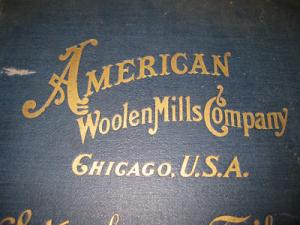 AMERICAN
WOOLEN MILLS COMPANY
CHICAGO, U.S.A.